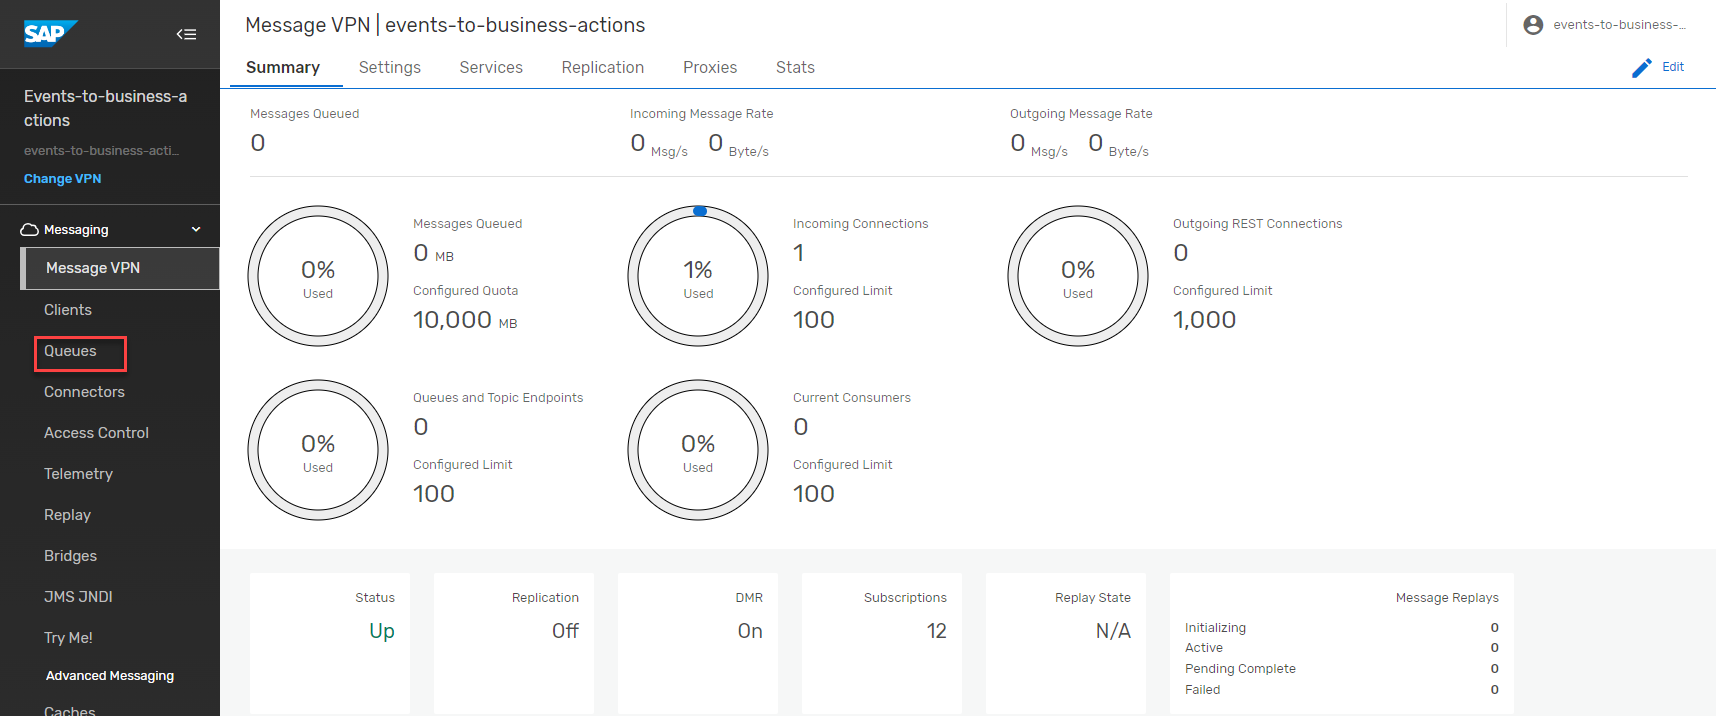 SAP
Events-to-business-a
ctions
events-to-business-acti...
Change VPN
Messaging
Message VPN
Clients
Queues
Connectors
Access Control
Telemetry
Replay
Bridges
JMS JNDI
Try Me!
Advanced Messaging
Caches
Message VPN | events-to-business-actions
events-to-business-...
Summary Settings Services Replication Proxies Stats
Edit
Messages Queued
0
Incoming Message Rate
0 Msg/s 0 Byte/s
Outgoing Message Rate
0 Msg/s 0 Byte/s
0%
Used
Messages Queued
0 MB
Configured Quota
10,000 MB
1%
Used
Incoming Connections
1
Configured Limit
100
0%
Used
Outgoing REST Connections
0
Configured Limit
1,000
0%
Used
Queues and Topic Endpoints
0
Configured Limit
100
0%
Used
Current Consumers
0
Configured Limit
100
Status
Up
Replication
Off
DMR
On
Subscriptions
12
Replay State
N/A
Message Replays
Initializing 0
Active 0
Pending Complete 0
Failed 0